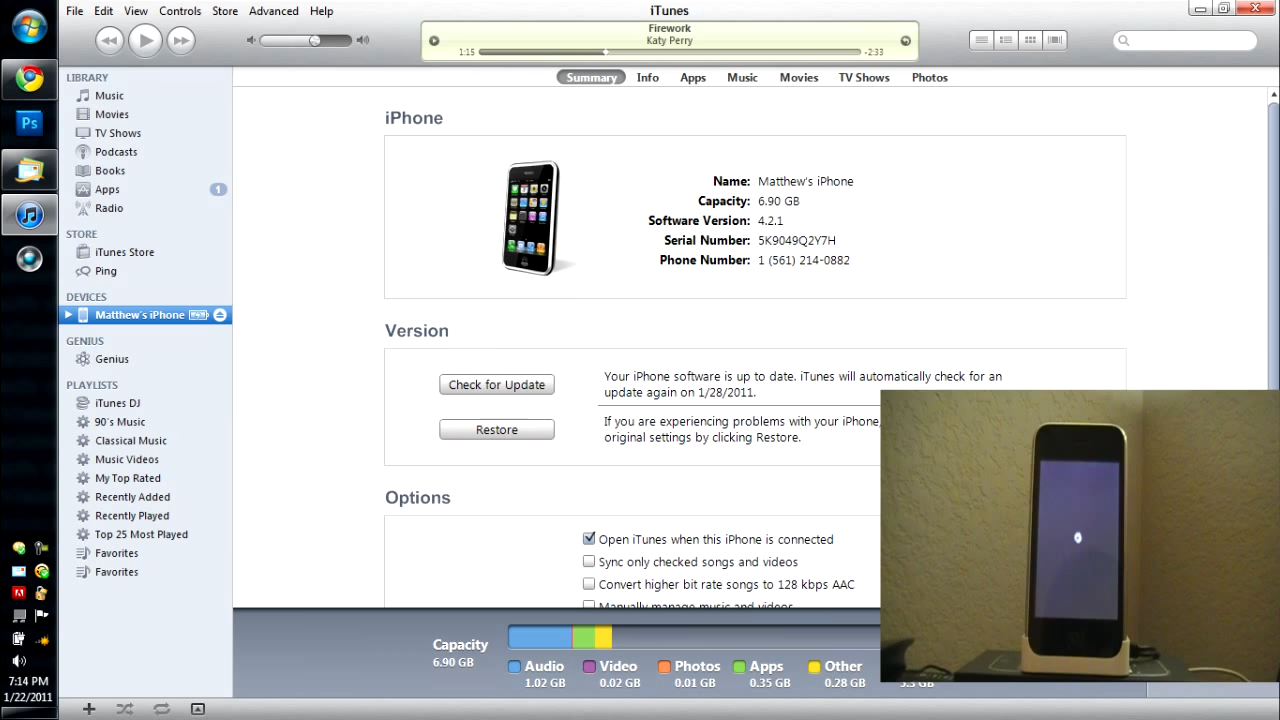 File Edit View Controls Store Advanced Help
iTunes
Firework
Katy Perry
1:15
-2:33
LIBRARY
Music
Movies
TV Shows
Podcasts
Books
Apps 1
Radio
STORE
iTunes Store
Ping
DEVICES
Matthew's iPhone
GENIUS
Genius
PLAYLISTS
iTunes DJ
90's Music
Classical Music
Music Videos
My Top Rated
Recently Added
Recently Played
Top 25 Most Played
Favorites
Favorites
Summary Info Apps Music Movies TV Shows Photos
iPhone
Name: Matthew's iPhone
Capacity: 6.90 GB
Software Version: 4.2.1
Serial Number: 5K9049Q2Y7H
Phone Number: 1 (561) 214-0882
Version
Check for Update
Your iPhone software is up to date. iTunes will automatically check for an
update again on 1/28/2011.
Restore
If you are experiencing problems with your iPhone,
original settings by clicking Restore.
Options
Open iTunes when this iPhone is connected
Sync only checked songs and videos
Convert higher bit rate songs to 128 kbps AAC
Manually manage music and videos
Capacity
6.90 GB
Audio
1.02 GB
Video
0.02 GB
Photos
0.01 GB
Apps
0.35 GB
Other
0.28 GB
Ps
7:14 PM
1/22/2011